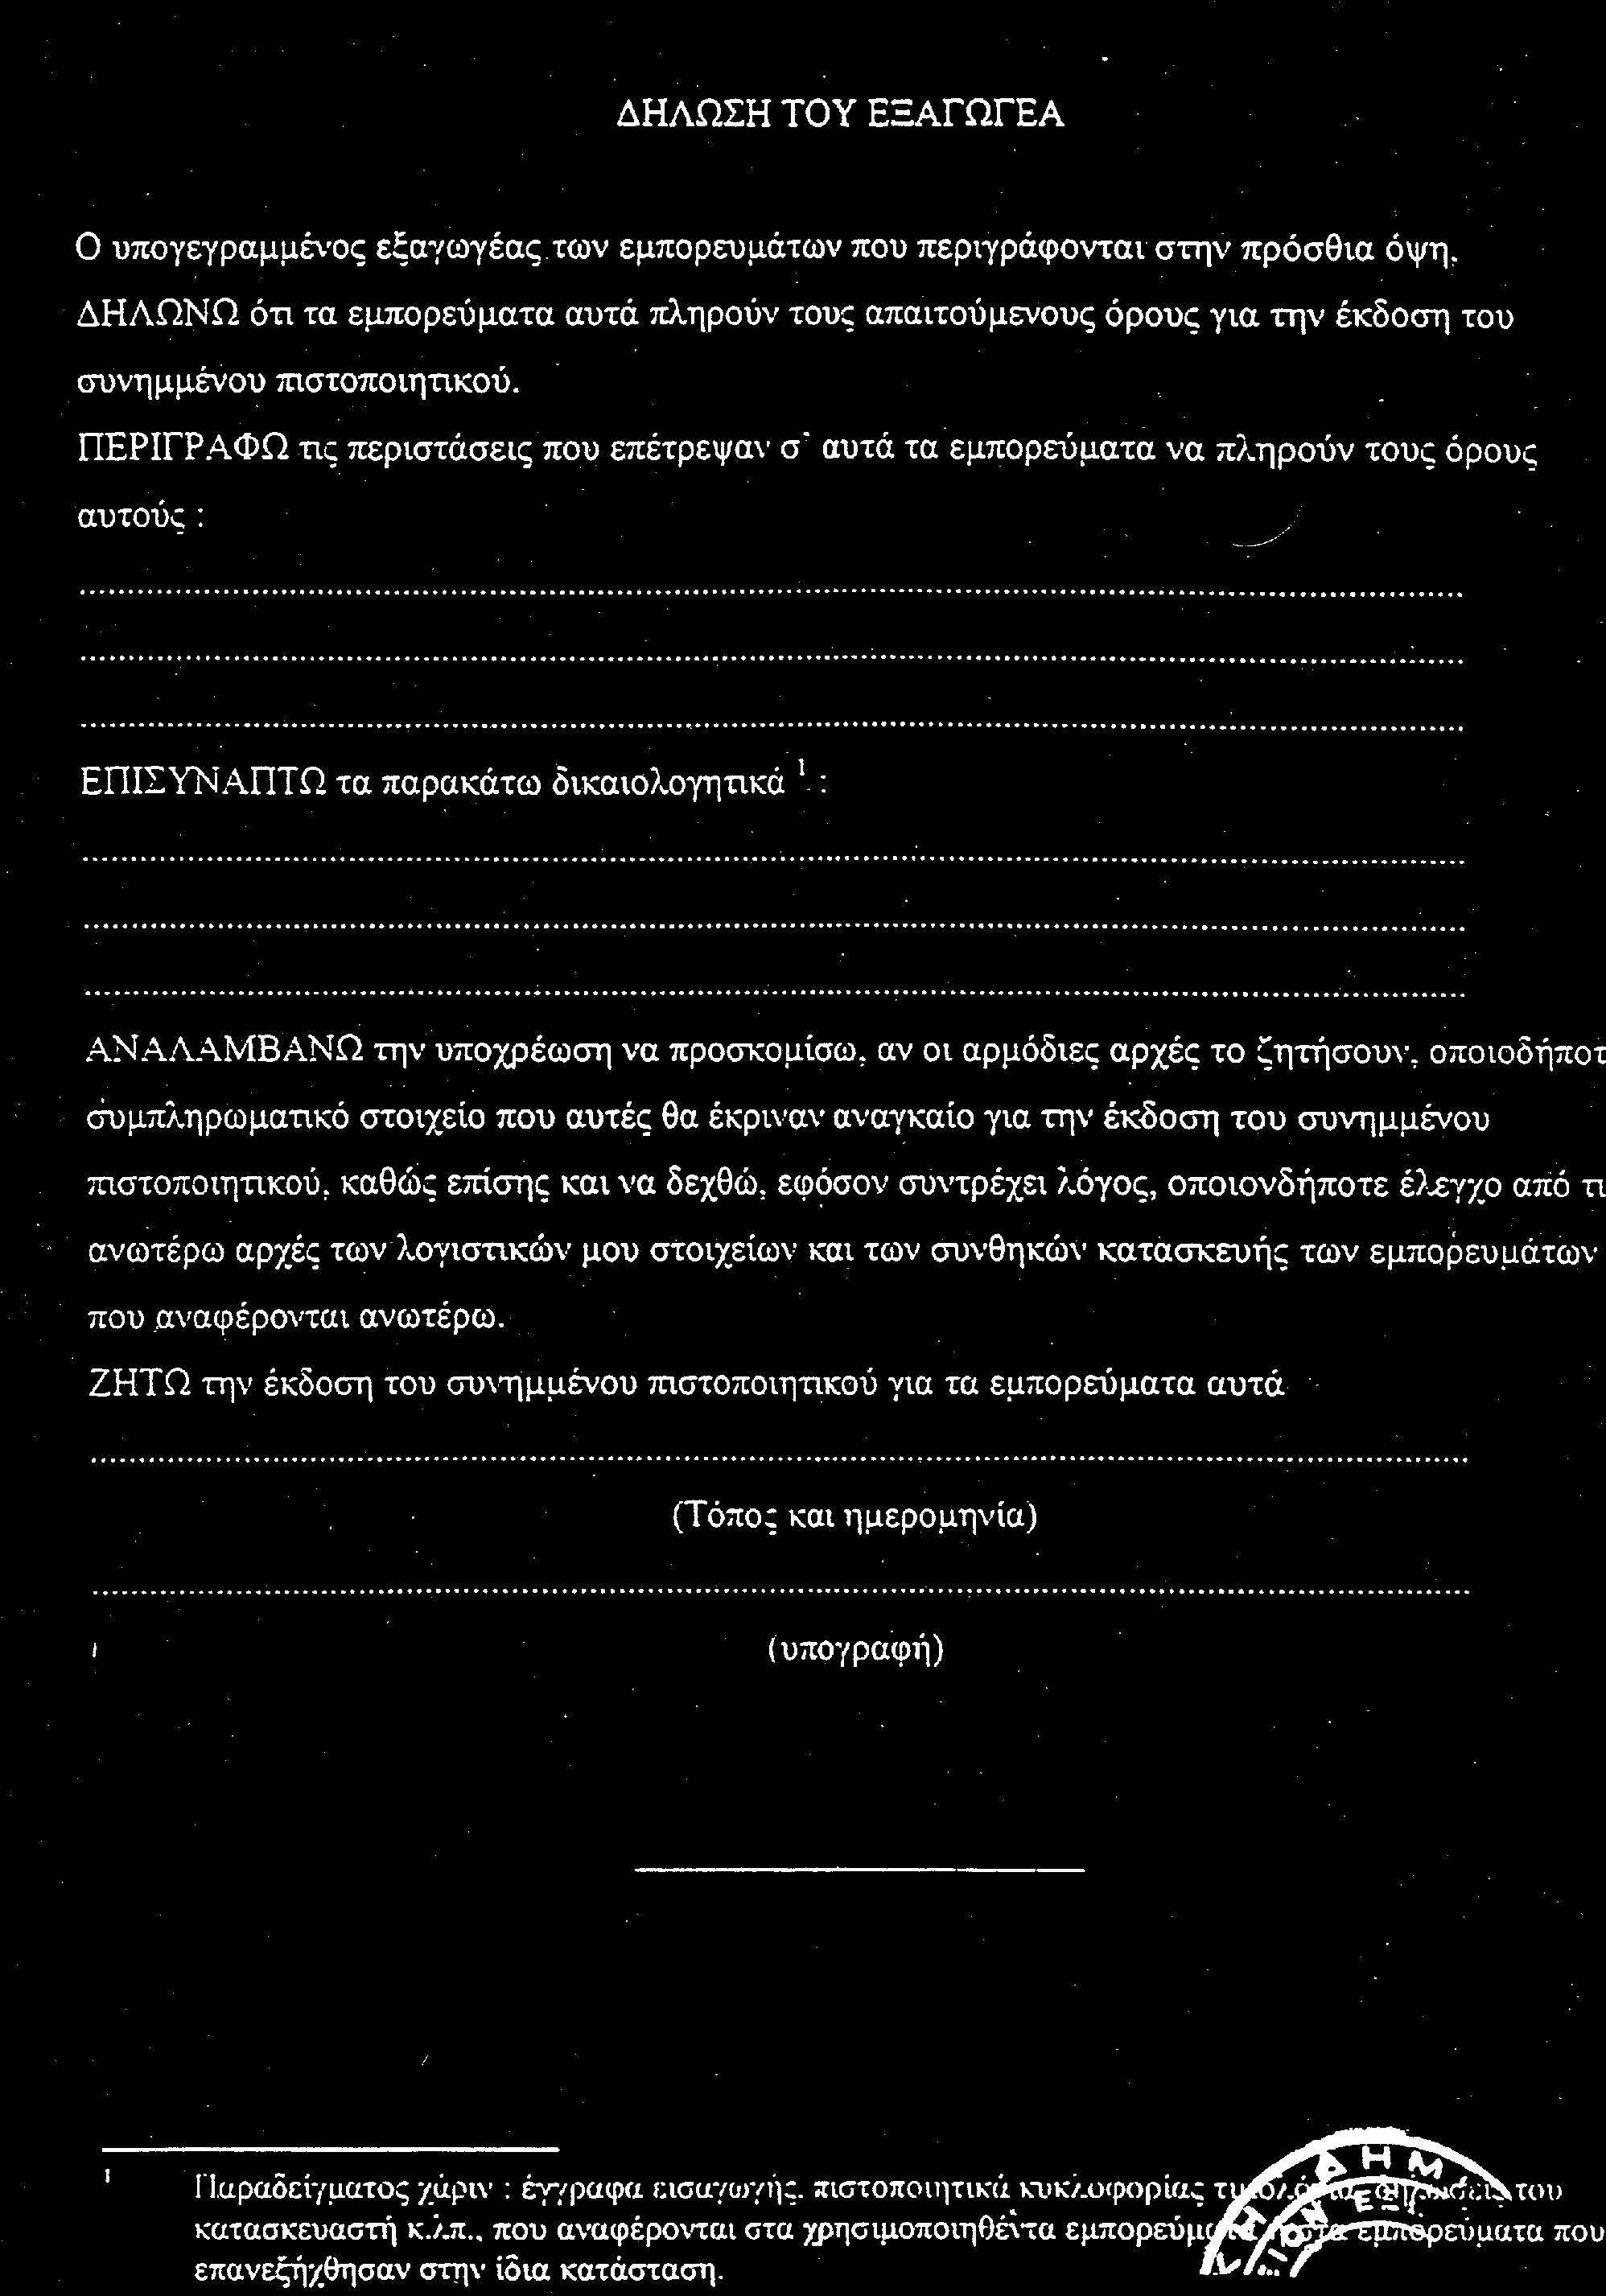 ΔΗΛΩΣΗ ΤΟΥ ΕΞΑΓΩΓΕΑ
Ο υπογεγραμμένος εξαγωγέας των εμπορευμάτων που περιγράφονται στην πρόσθια όψη.
ΔΗΛΩΝΩ ότι τα εμπορεύματα αυτά πληρούν τους απαιτούμενους όρους για την έκδοση του
συνημμένου πιστοποιητικού.
ΠΕΡΙΓΡΑΦΩ τις περιστάσεις που επέτρεψαν σ' αυτά τα εμπορεύματα να πληρούν τους όρους
αυτούς :
ΕΠΙΣΥΝΑΠΤΩ τα παρακάτω δικαιολογητικά 1 :
ΑΝΑΛΑΜΒΑΝΩ την υποχρέωση να προσκομίσω, αν οι αρμόδιες αρχές το ζητήσουν, οποιοδήποτ
συμπληρωματικό στοιχείο που αυτές θα έκριναν αναγκαίο για την έκδοση του συνημμένου
πιστοποιητικού, καθώς επίσης και να δεχθώ, εφόσον συντρέχει λόγος, οποιονδήποτε έλεγχο από τι
ανωτέρω αρχές των λογιστικών μου στοιχείων και των συνθηκών κατασκευής των εμπορευμάτων
που αναφέρονται ανωτέρω.
ΖΗΤΩ την έκδοση του συνημμένου πιστοποιητικού για τα εμπορεύματα αυτά
(Τόπος και ημερομηνία)
(υπογραφή)
1 Παραδείγματος χάριν : έγγραφα εισαγωγής, πιστοποιητικά κυκλοφορίας του
κατασκευαστή κ.λ.π., που αναφέρονται στα χρησιμοποιηθέντα εμπορεύματα που
επανεξήχθησαν στην ίδια κατάσταση.